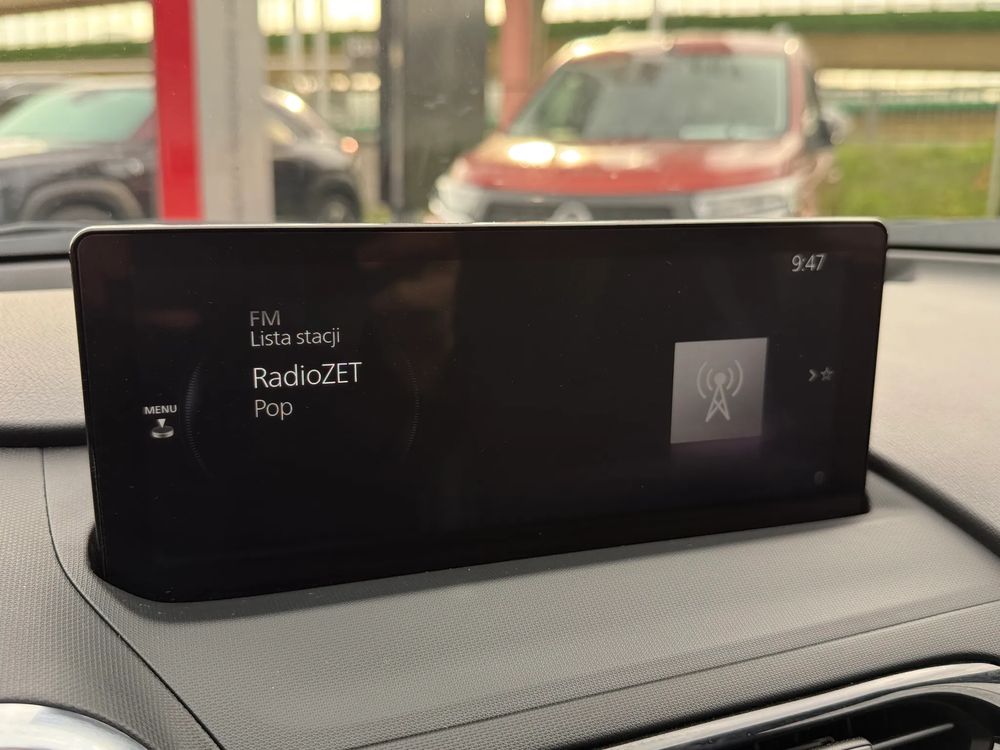 9:47
FM
Lista stacji
RadioZET
Pop
MENU